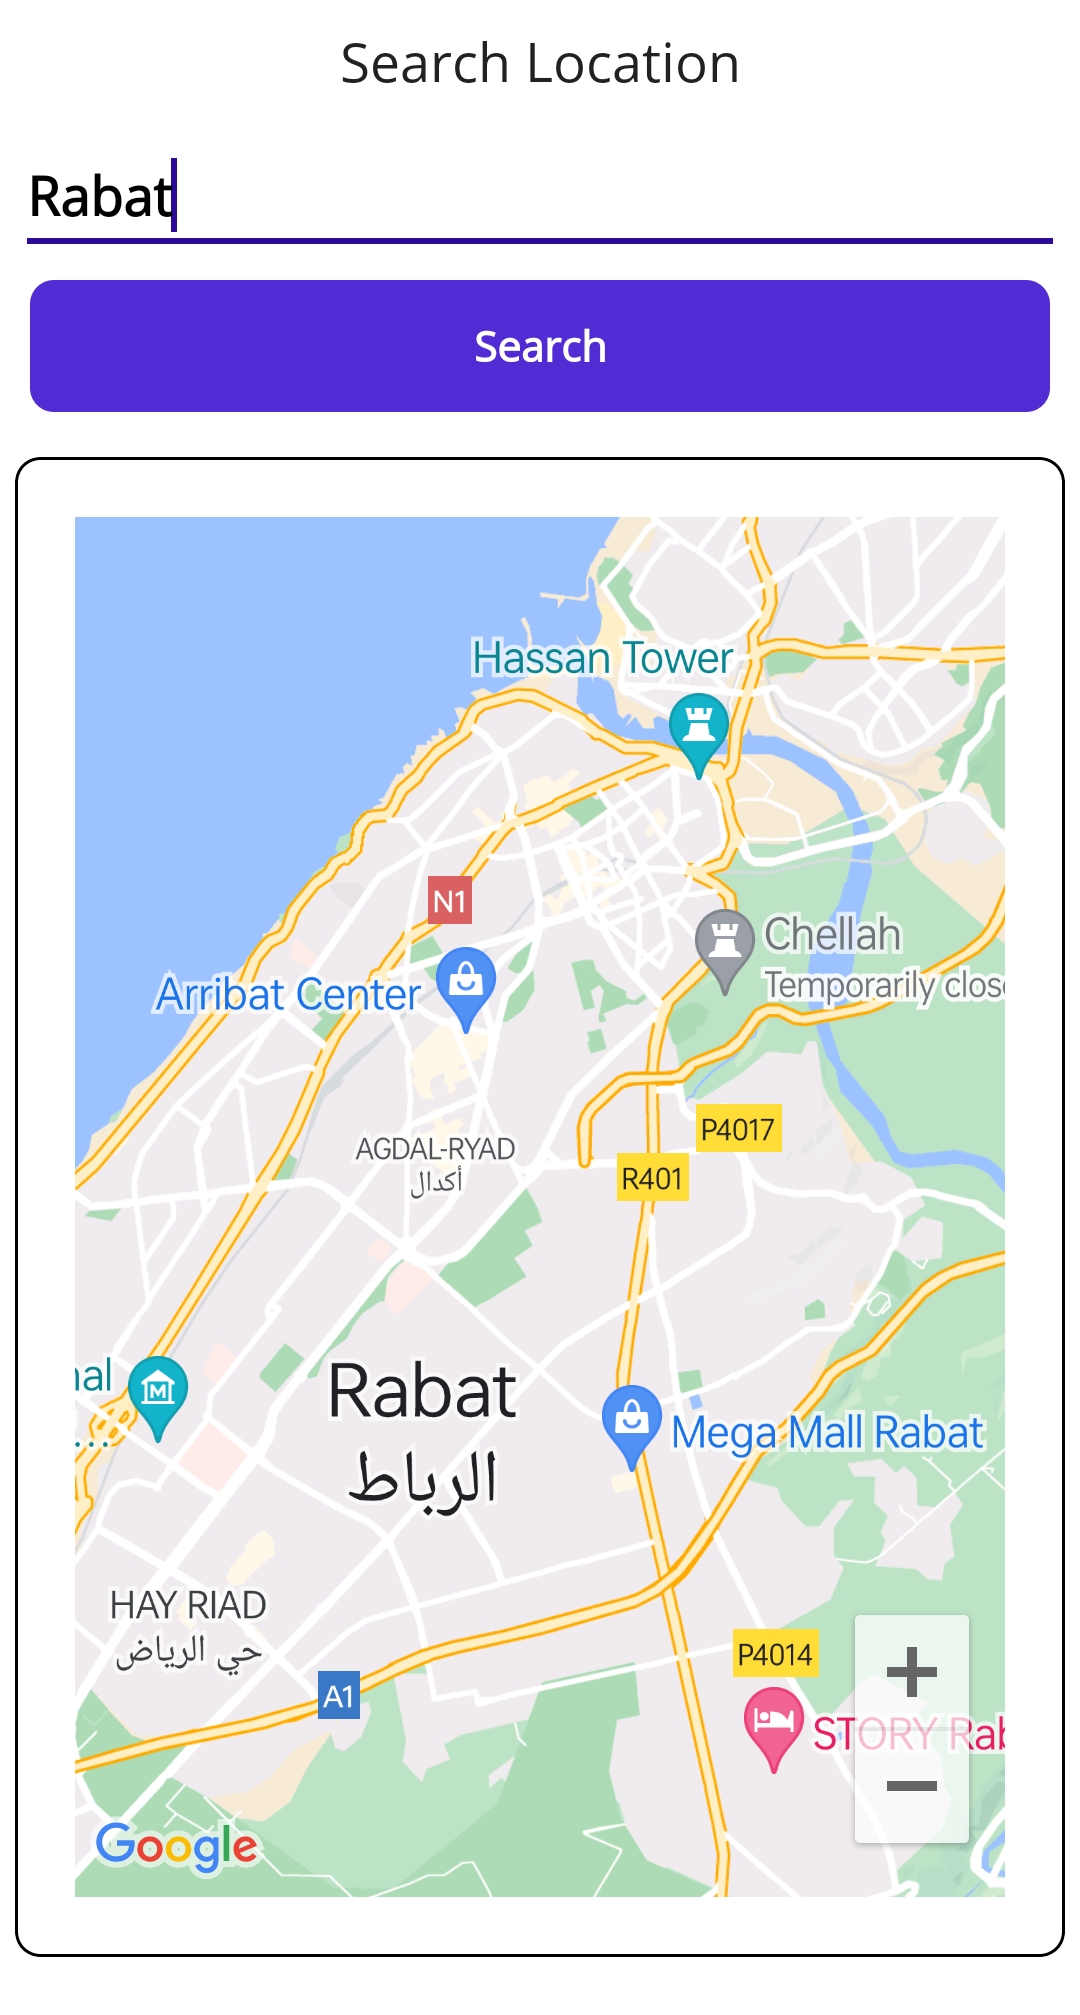 Search Location
Rabat
Search
Hassan Tower
N1
Chellah
Temporarily clos
Arribat Center
P4017
AGDAL-RYAD
أكدال
R401
Rabat
الرباط
Mega Mall Rabat
HAY RIAD
حي الرياض
P4014
A1
STORY Rab
Google